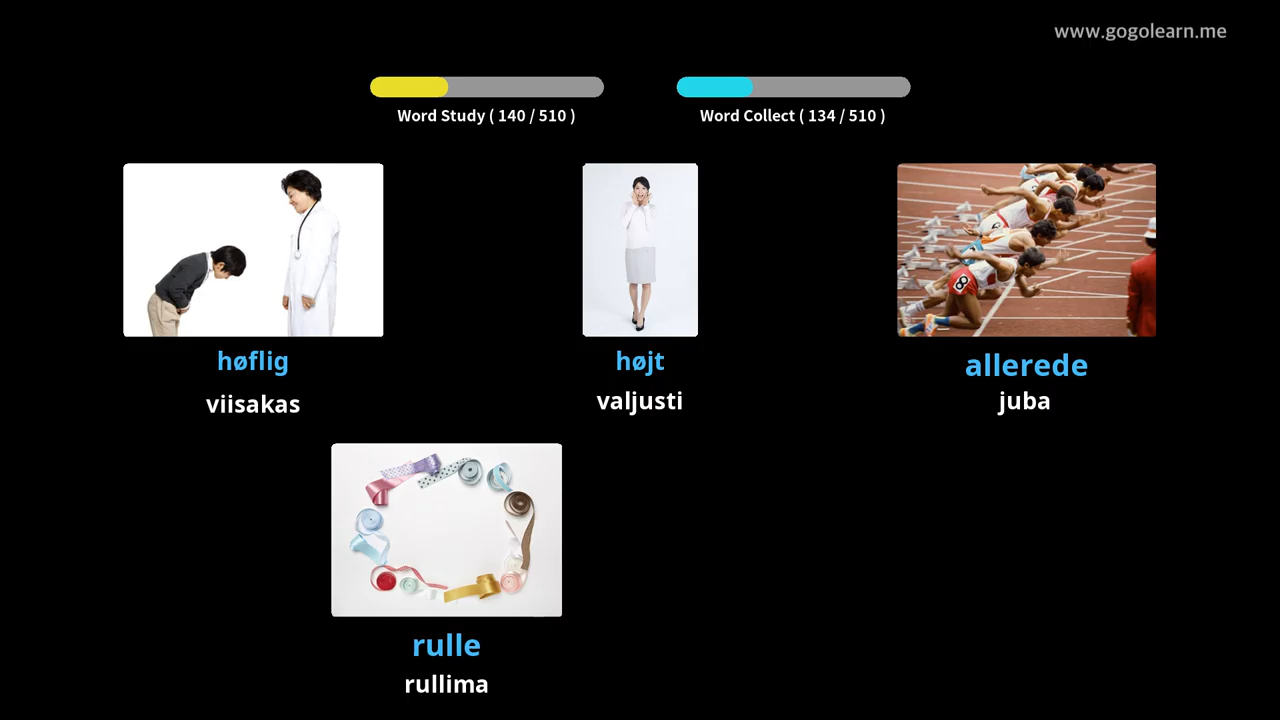 www.gogolearn.me
Word Study ( 140 / 510 )
Word Collect ( 134 / 510 )
høflig
viisakas
højt
valjusti
allerede
juba
8
rulle
rullima